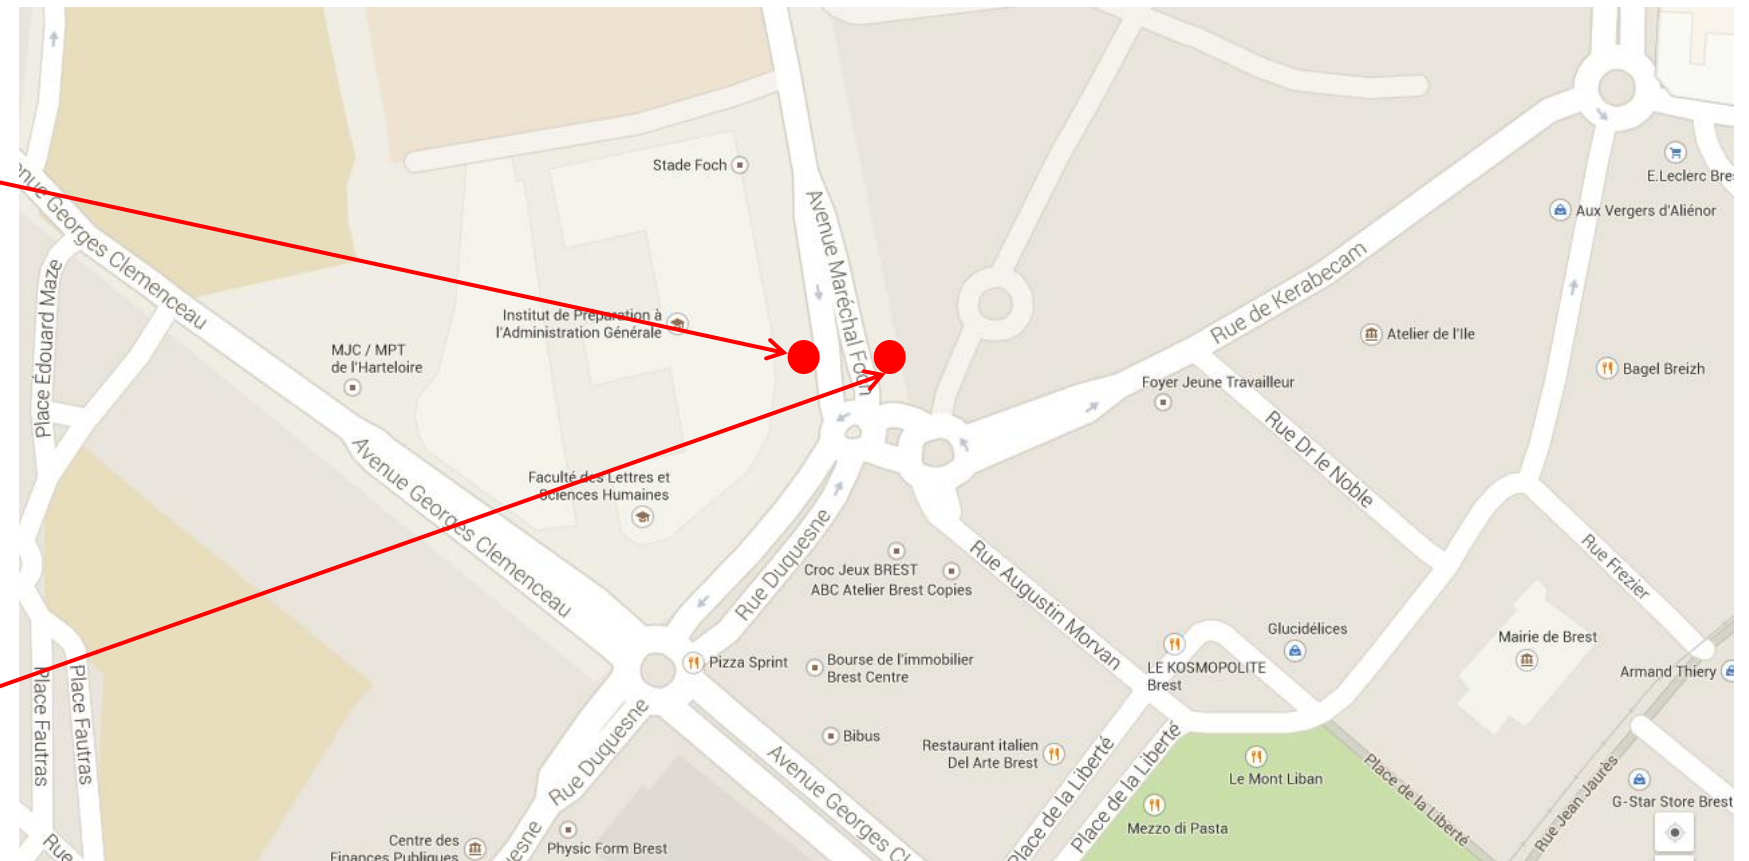 Stade Foch
E.Leclerc Bre
Aux Vergers d'Aliénor
Avenue Maréchal Foch
nue Georges Clemenceau
Place Édouard Maze
Rue de Kerabecam
Institut de Préparation à
l'Administration Générale
Atelier de l'Ile
MJC / MPT
de l'Harteloire
Bagel Breizh
Foyer Jeune Travailleur
Rue Dr le Noble
Avenue Georges Clemenceau
Faculté des Lettres et
Sciences Humaines
Rue Duquesne
Croc Jeux BREST
ABC Atelier Brest Copies
Rue Augustin Morvan
Rue Frezier
Glucidélices
Mairie de Brest
Pizza Sprint
Bourse de l'immobilier
Brest Centre
LE KOSMOPOLITE
Brest
Armand Thiery
Place Fautras
Place Fautras
Rue Duquesne
Bibus
Restaurant italien
Del Arte Brest
Place de la Liberté
Place de la Liberté
Le Mont Liban
Place de la Liberté
Rue Jean Jaurès
G-Star Store Brest
Avenue Georges Cl
Mezzo di Pasta
Rue
Centre des
Finances Publiques
esne
Physic Form Brest